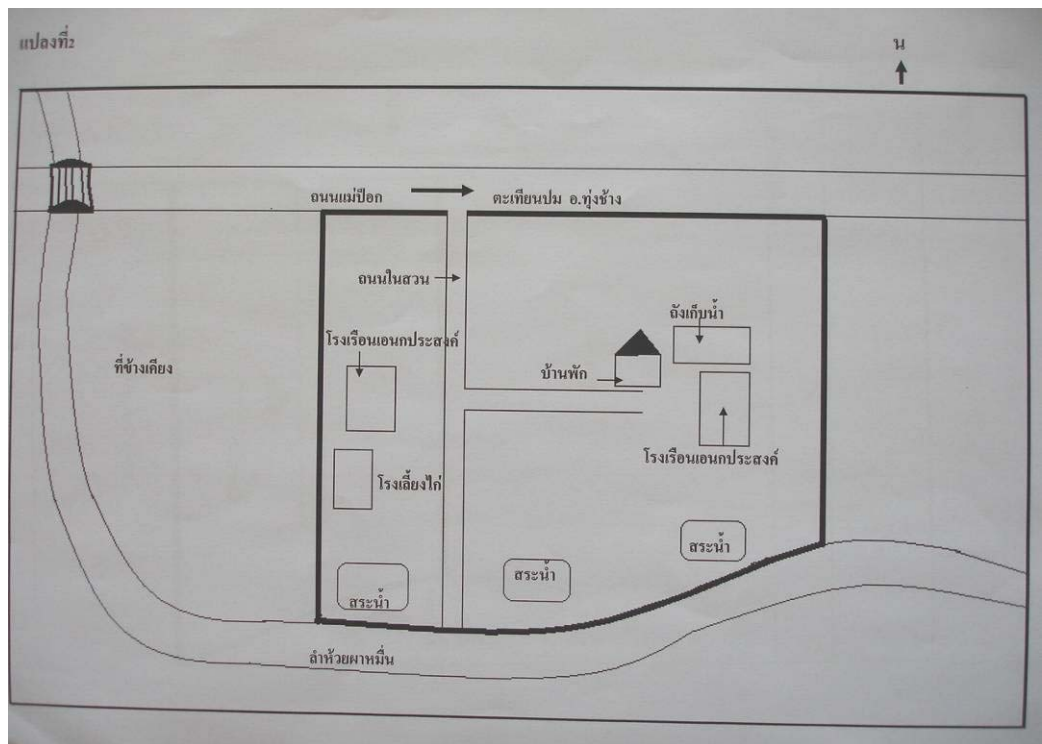 แปลงที่2
น
ถนนแม่ป๊อก
ตะเทียนปม อ.ทุ่งช้าง
ถนนในสวน
ถังเก็บน้ำ
โรงเรือนเอนกประสงค์
ที่ข้างเคียง
บ้านพัก
โรงเรือนเอนกประสงค์
โรงเลี้ยงไก่
สระน้ำ
สระน้ำ
สระน้ำ
ลำห้วยผาหมื่น